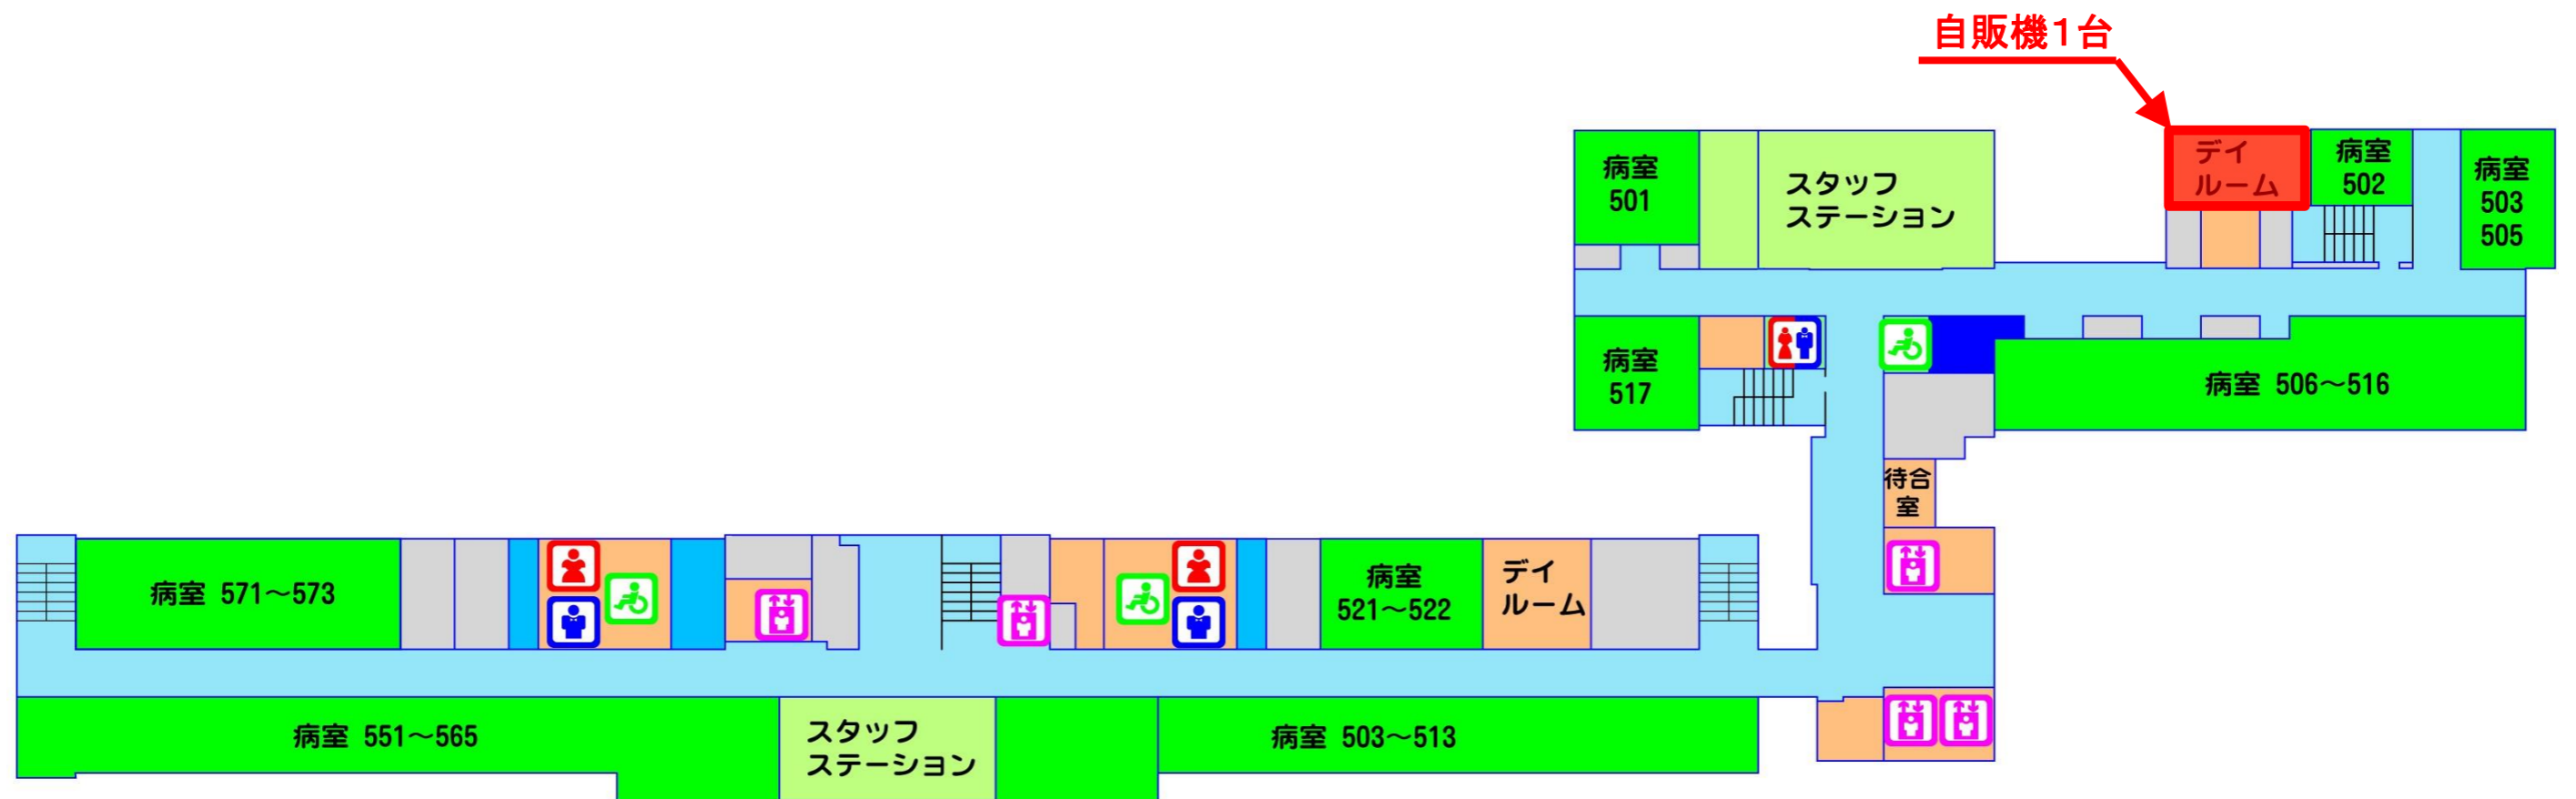 自販機1台
病室
501
スタッフ
ステーション
デイ
ルーム
病室
502
病室
503
505
病室
517
病室 506～516
待合
室
病室 571～573
病室
521～522
デイ
ルーム
病室 551～565
スタッフ
ステーション
病室 503～513